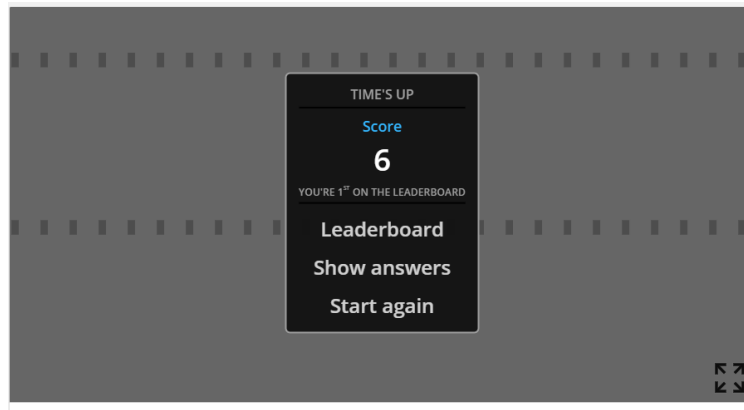 TIME'S UP
Score
6
YOU'RE 1ST ON THE LEADERBOARD
Leaderboard
Show answers
Start again